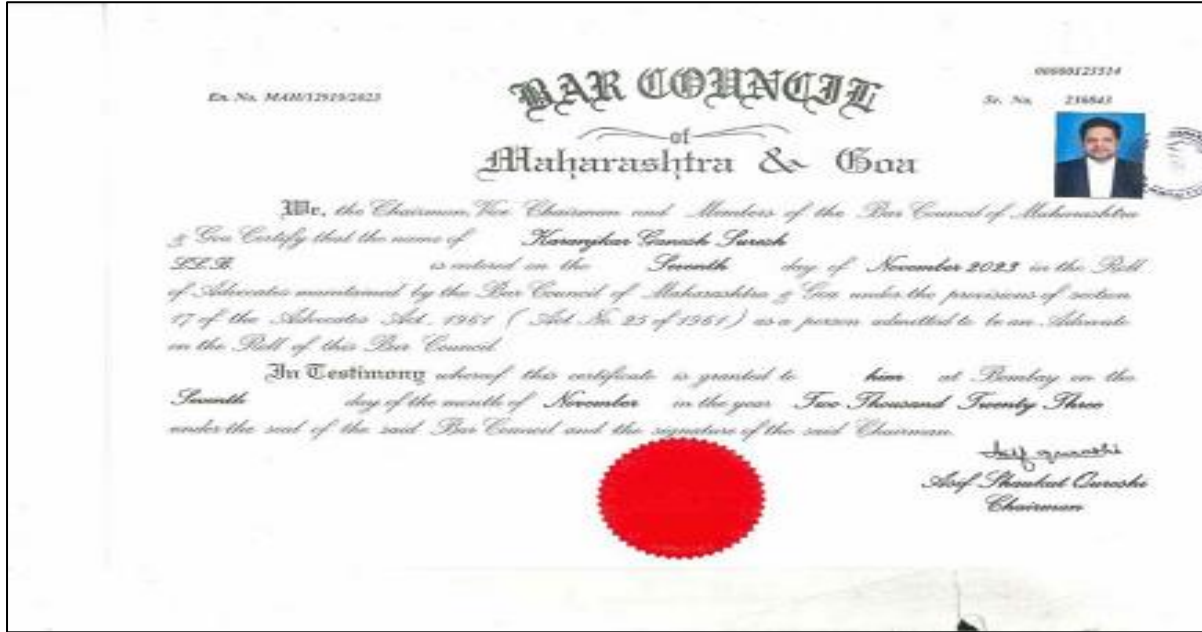 00000123514
En. No. MAH/12919/2023
BAR COUNCIL
Sr. No. 236843
of
Maharashtra & Goa
We, the Chairman, Vice Chairman and Members of the Bar Council of Maharashtra
& Goa Certify that the name of Karanjkar Ganesh Suresh
LL.B. is entered on the Seventh day of November 2023 in the Roll
of Advocates maintained by the Bar Council of Maharashtra & Goa under the provisions of section
17 of the Advocates Act, 1961 ( Act No. 25 of 1961 ) as a person admitted to be an Advocate
on the Roll of this Bar Council
In Testimony whereof this certificate is granted to him at Bombay on the
Seventh day of the month of November in the year Two Thousand Twenty Three
under the seal of the said Bar Council and the signature of the said Chairman.
Asif Shaukat Qureshi
Chairman